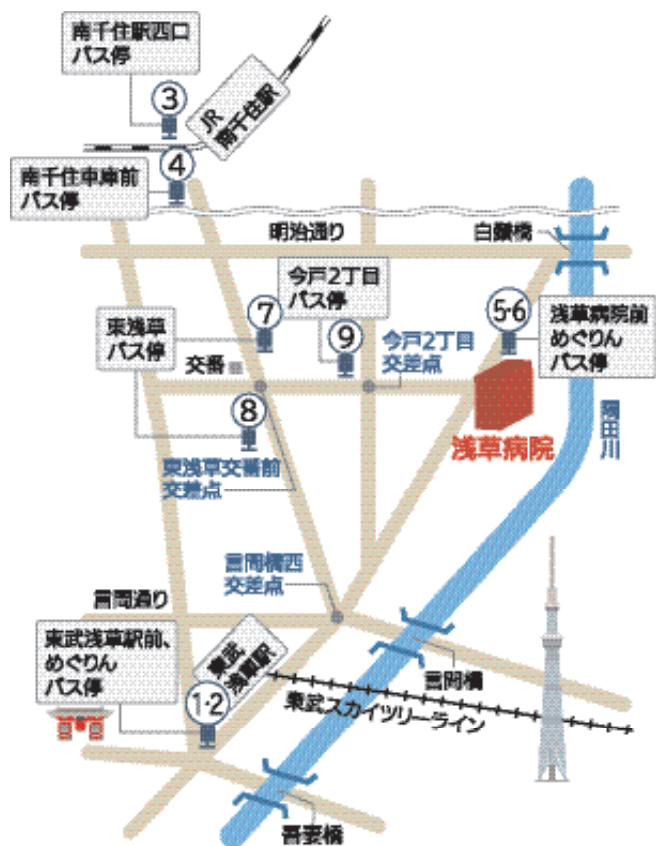 南千住駅西口
バス停
③
JR
南千住駅
④
南千住車庫前
バス停
明治通り
白鬚橋
今戸2丁目
バス停
⑦
⑨
5·6
浅草病院前
めぐりん
バス停
東浅草
バス停
交番
今戸2丁目
交差点
⑧
浅草病院
隅田川
東浅草交番前
交差点
言問橋西
交差点
言問通り
東武浅草駅前、
めぐりん
バス停
東武
浅草駅
1·2
言問橋
東武スカイツリーライン
吾妻橋